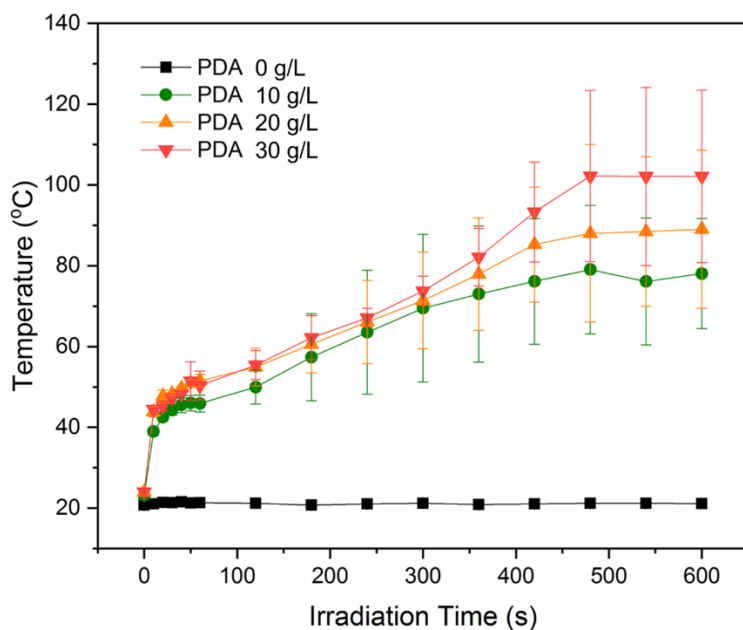 140
120
100
80
60
40
20
Temperature (°C)
PDA 0 g/L
PDA 10 g/L
PDA 20 g/L
PDA 30 g/L
0 100 200 300 400 500 600
Irradiation Time (s)